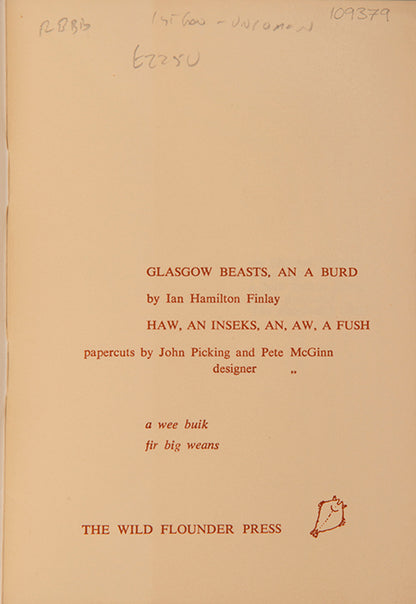 109379
GLASGOW BEASTS, AN A BURD
by Ian Hamilton Finlay
HAW, AN INSEKS, AN, AW, A FUSH
papercuts by John Picking and Pete McGinn
designer „
a wee buik
fir big weans
THE WILD FLOUNDER PRESS